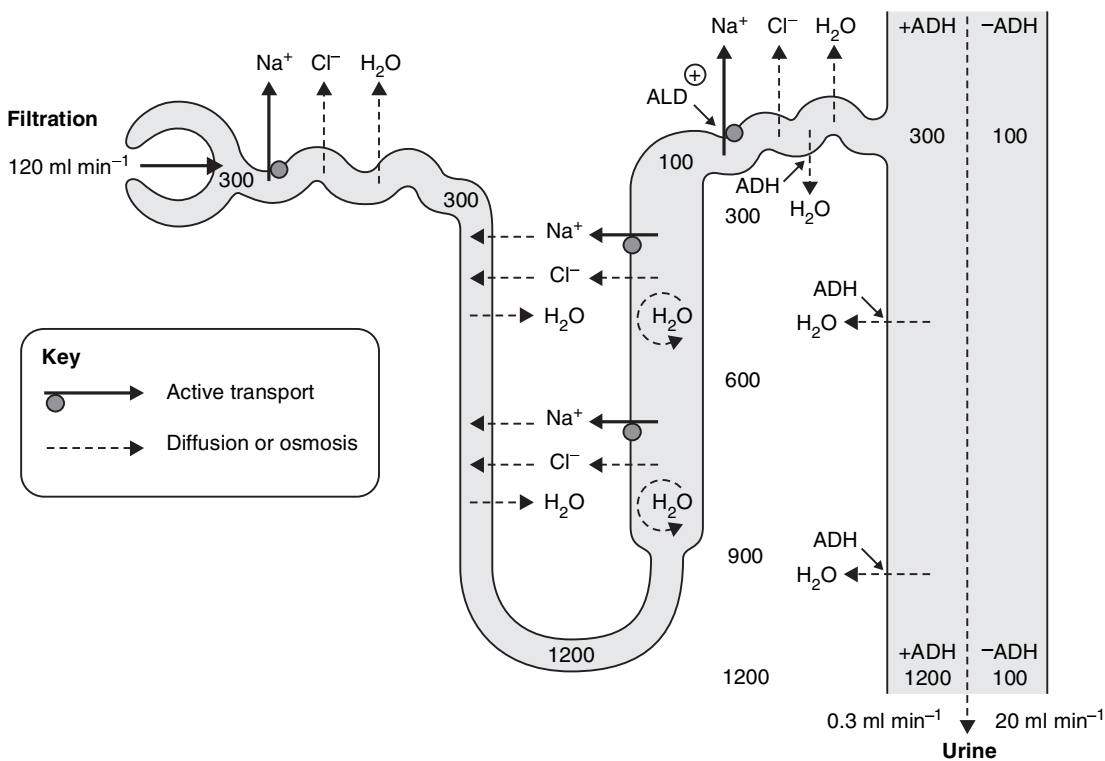 Filtration
120 ml min⁻¹
Na⁺ Cl⁻ H₂O
300
300
Na⁺
Cl⁻
H₂O
H₂O
Na⁺
Cl⁻
H₂O
H₂O
1200
Key
Active transport
Diffusion or osmosis
Na⁺ Cl⁻ H₂O
+
ALD
100
ADH
H₂O
300
600
900
1200
ADH
H₂O
ADH
H₂O
+ADH −ADH
300 100
+ADH −ADH
1200 100
0.3 ml min⁻¹ 20 ml min⁻¹
Urine